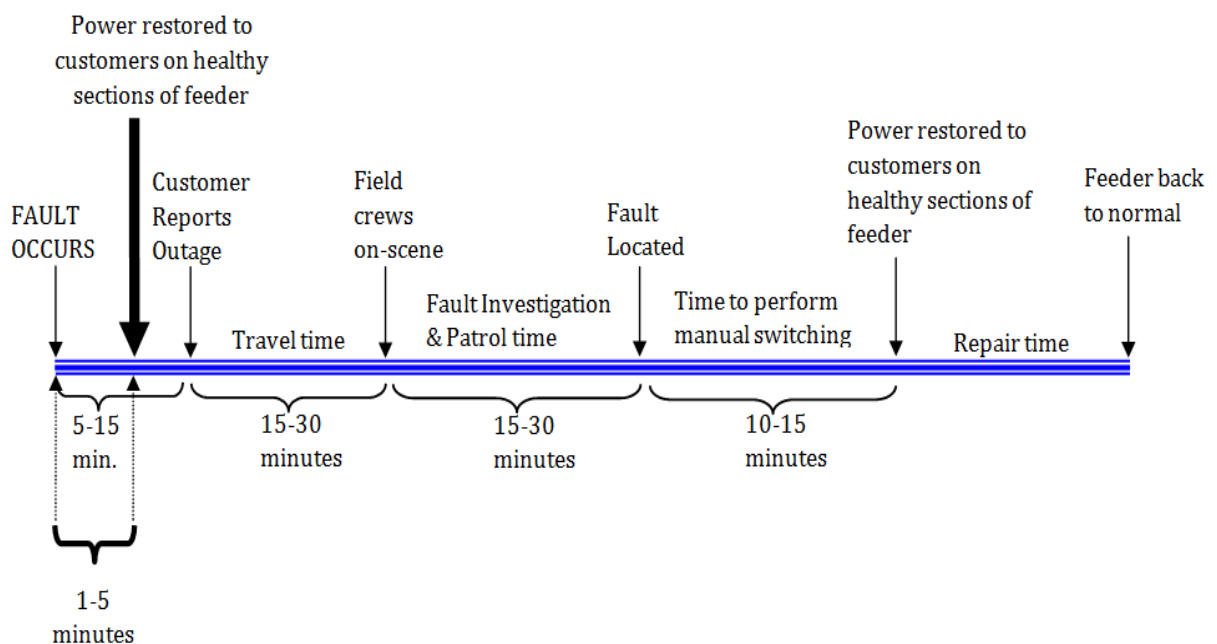 Power restored to
customers on healthy
sections of feeder
FAULT
OCCURS
Customer
Reports
Outage
Field
crews
on-scene
Fault
Located
Power restored to
customers on
healthy sections of
feeder
Feeder back
to normal
Travel time
Fault Investigation
& Patrol time
Time to perform
manual switching
Repair time
5-15
min.
15-30
minutes
15-30
minutes
10-15
minutes
1-5
minutes